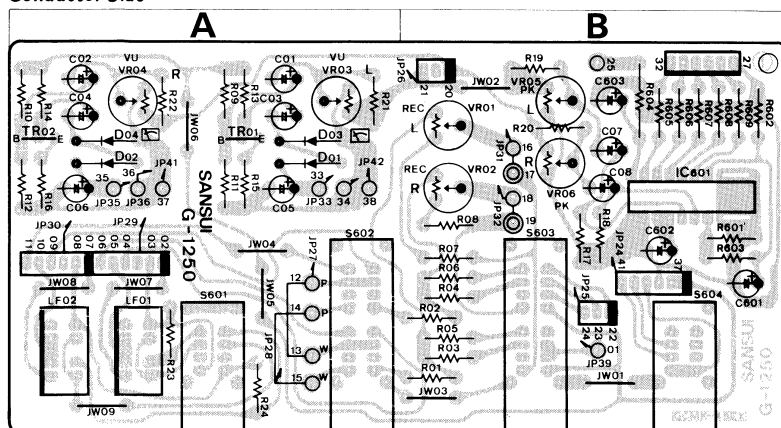 A B
C02
VU
VR04
R
C04
R10
R14
R22
TR02
B E
D04
D02
JW06
JP41
35 36 37
JP35 JP36
R12
R16
C06
SANSUI
G-1250
C01
VU
VR03
L
R09
C03
R21
TR01
B E
D03
D01
JP42
33 34 38
JP33
R11
R15
C05
JP30
JP29
11 10 09 08 07 06 05 04 03 02
JW08 JW07
LF02 LF01
R23
JW09
S601
JW04
JW05
R24
JP27
12 P
14 P
13 W
15 W
JP28
S602
JP26
21 20
JW02
REC
L
VR01
REC
R
VR02
R08
R07
R06
R04
R02
R05
R03
R01
JW03
R19
VR05
PK
L
R20
R
VR06
PK
JP31
16
17
JP32
18
19
S603
25
C603
C07
C08
R18
R17
R604
32 27
R605
R606
R607
R608
R609
IC601
C602
R601
R603
JP24
41 37
C601
JP25
24 23 22
01
JP39
JW01
S604
SANSUI
G-1250